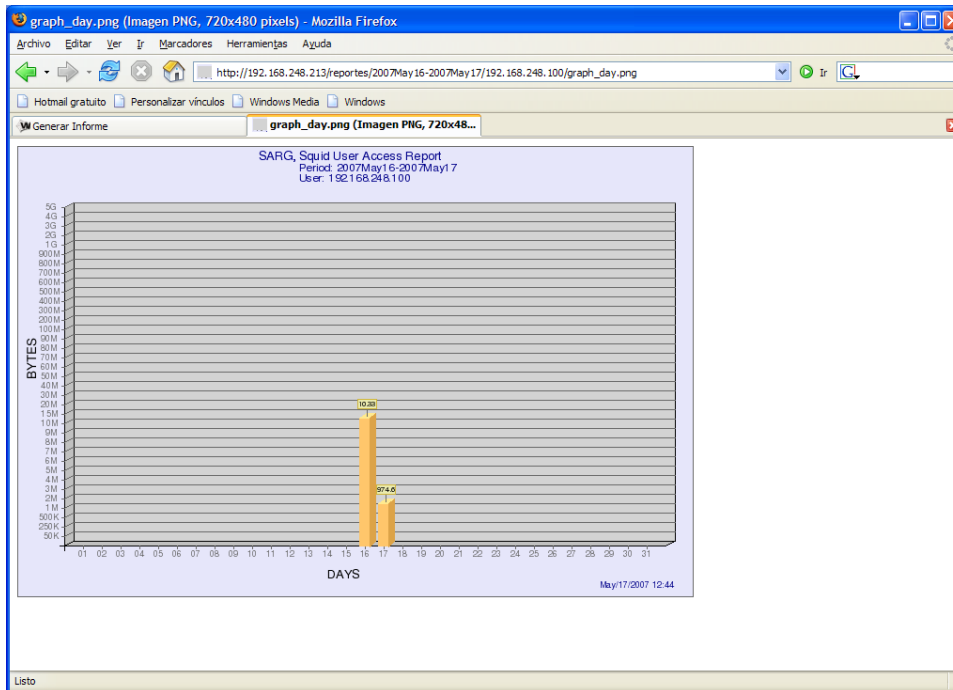 graph_day.png (Imagen PNG, 720x480 pixels) - Mozilla Firefox
Archivo Editar Ver Ir Marcadores Herramientas Ayuda
http://192.168.248.213/reportes/2007May16-2007May17/192.168.248.100/graph_day.png Ir
Hotmail gratuito Personalizar vínculos Windows Media Windows
Generar Informe graph_day.png (Imagen PNG, 720x48...
SARG, Squid User Access Report
Period: 2007May16-2007May17
User: 192.168.248.100
5G
4G
3G
2G
1G
900M
800M
700M
600M
500M
400M
300M
200M
100M
90M
80M
70M
60M
50M
40M
30M
20M
15M
10M
9M
8M
7M
6M
5M
4M
3M
2M
1M
500K
250K
50K
BYTES
974.6
01 02 03 04 05 06 07 08 09 10 11 12 13 14 15 16 17 18 19 20 21 22 23 24 25 26 27 28 29 30 31
DAYS
May/17/2007 12:44
Listo